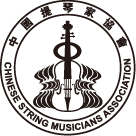 中國提琴家協會
CHINESE STRING MUSICIANS ASSOCIATION